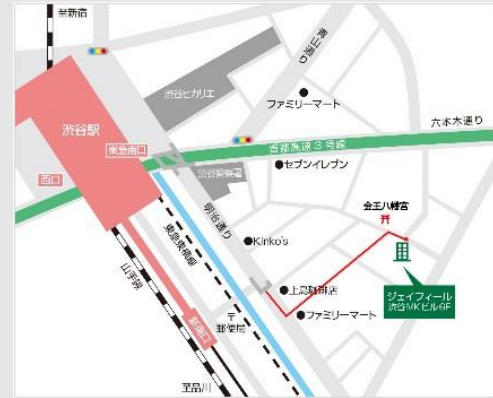 至新宿
青山通り
渋谷ヒカリエ
ファミリーマート
六本木通り
渋谷駅
東急南口
首都高速3号線
セブンイレブン
渋谷警察署
西口
明治通り
金王八幡宮
Kinko's
東急東横線
山手線
上島珈琲店
ジェイフィール
渋谷MKビル6F
ファミリーマート
〒
郵便局
新南口
至品川